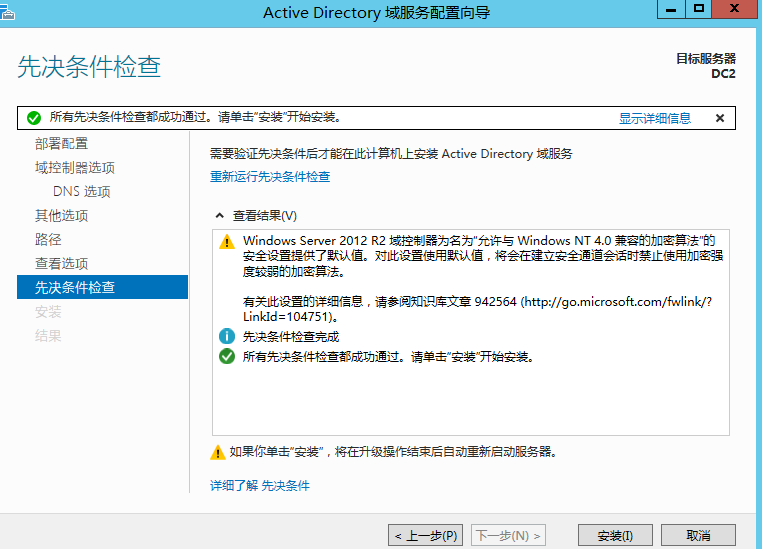 Active Directory 域服务配置向导
先决条件检查
目标服务器
DC2
所有先决条件检查都成功通过。请单击"安装"开始安装。
显示详细信息
部署配置
域控制器选项
DNS 选项
其他选项
路径
查看选项
先决条件检查
安装
结果
需要验证先决条件后才能在此计算机上安装 Active Directory 域服务
重新运行先决条件检查
查看结果(V)
Windows Server 2012 R2 域控制器为名为"允许与 Windows NT 4.0 兼容的加密算法"的
安全设置提供了默认值。对此设置使用默认值，将会在建立安全通道会话时禁止使用加密强
度较弱的加密算法。
有关此设置的详细信息，请参阅知识库文章 942564 (http://go.microsoft.com/fwlink/?
LinkId=104751)。
先决条件检查完成
所有先决条件检查都成功通过。请单击"安装"开始安装。
如果你单击"安装"，将在升级操作结束后自动重新启动服务器。
详细了解 先决条件
< 上一步(P)
下一步(N) >
安装(I)
取消